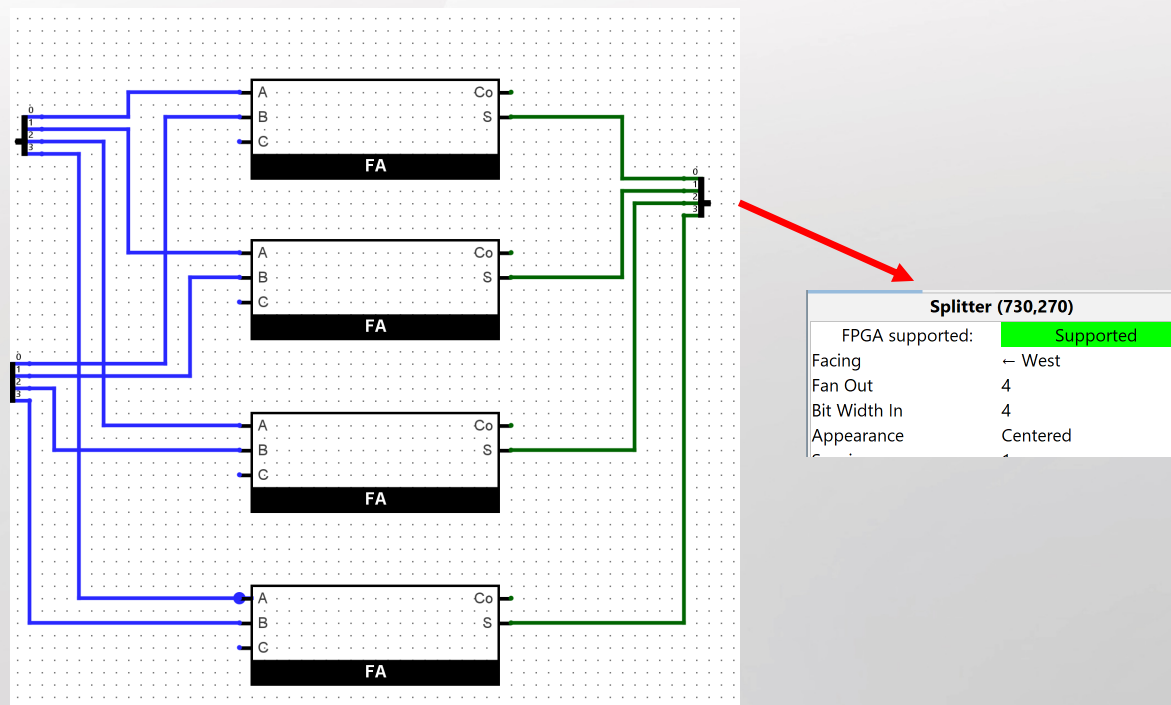 0
1
2
3
A
B
C
Co
S
FA
A
B
C
Co
S
FA
0
1
2
3
A
B
C
Co
S
FA
A
B
C
Co
S
FA
0
1
2
3
Splitter (730,270)
FPGA supported: Supported
Facing ← West
Fan Out 4
Bit Width In 4
Appearance Centered